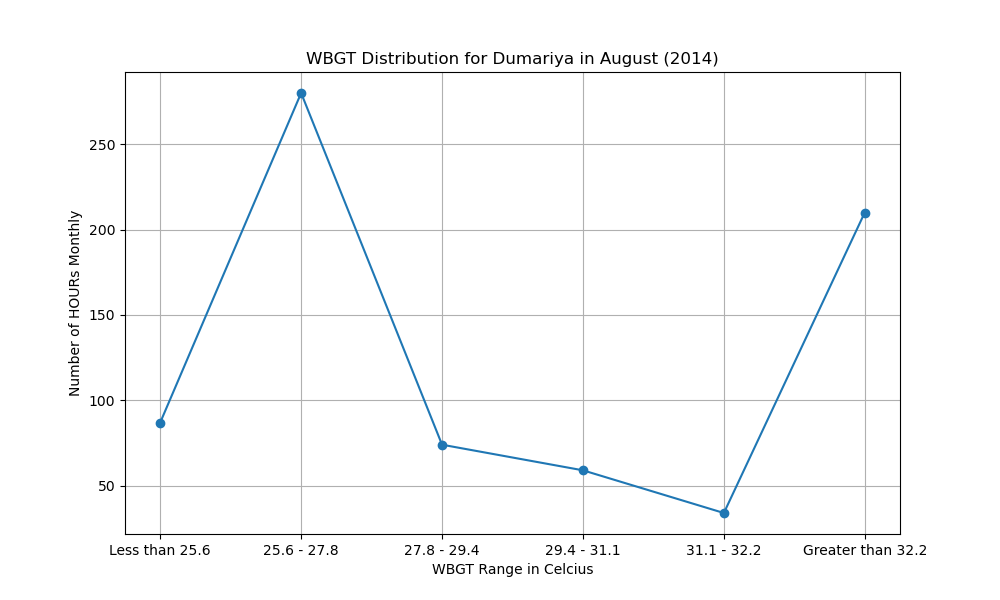 WBGT Distribution for Dumariya in August (2014)
Number of HOURs Monthly
250
200
150
100
50
Less than 25.6
25.6 - 27.8
27.8 - 29.4
29.4 - 31.1
31.1 - 32.2
Greater than 32.2
WBGT Range in Celcius